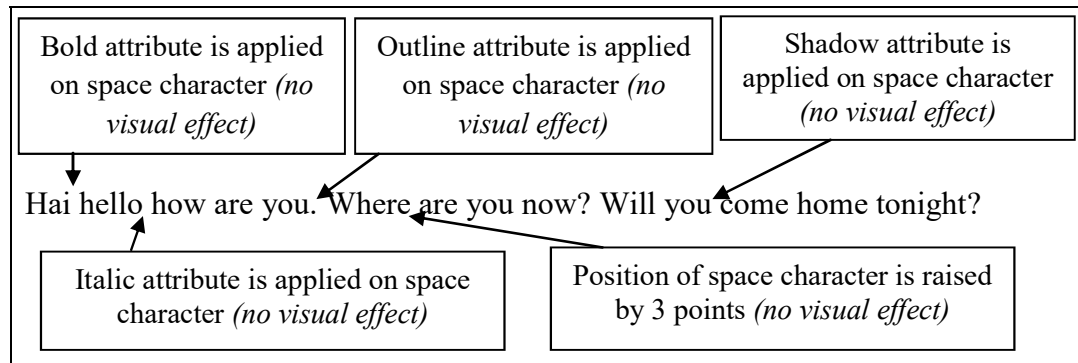 Bold attribute is applied
on space character (no
visual effect)
Outline attribute is applied
on space character (no
visual effect)
Shadow attribute is
applied on space character
(no visual effect)
Hai hello how are you. Where are you now? Will you come home tonight?
Italic attribute is applied on space
character (no visual effect)
Position of space character is raised
by 3 points (no visual effect)